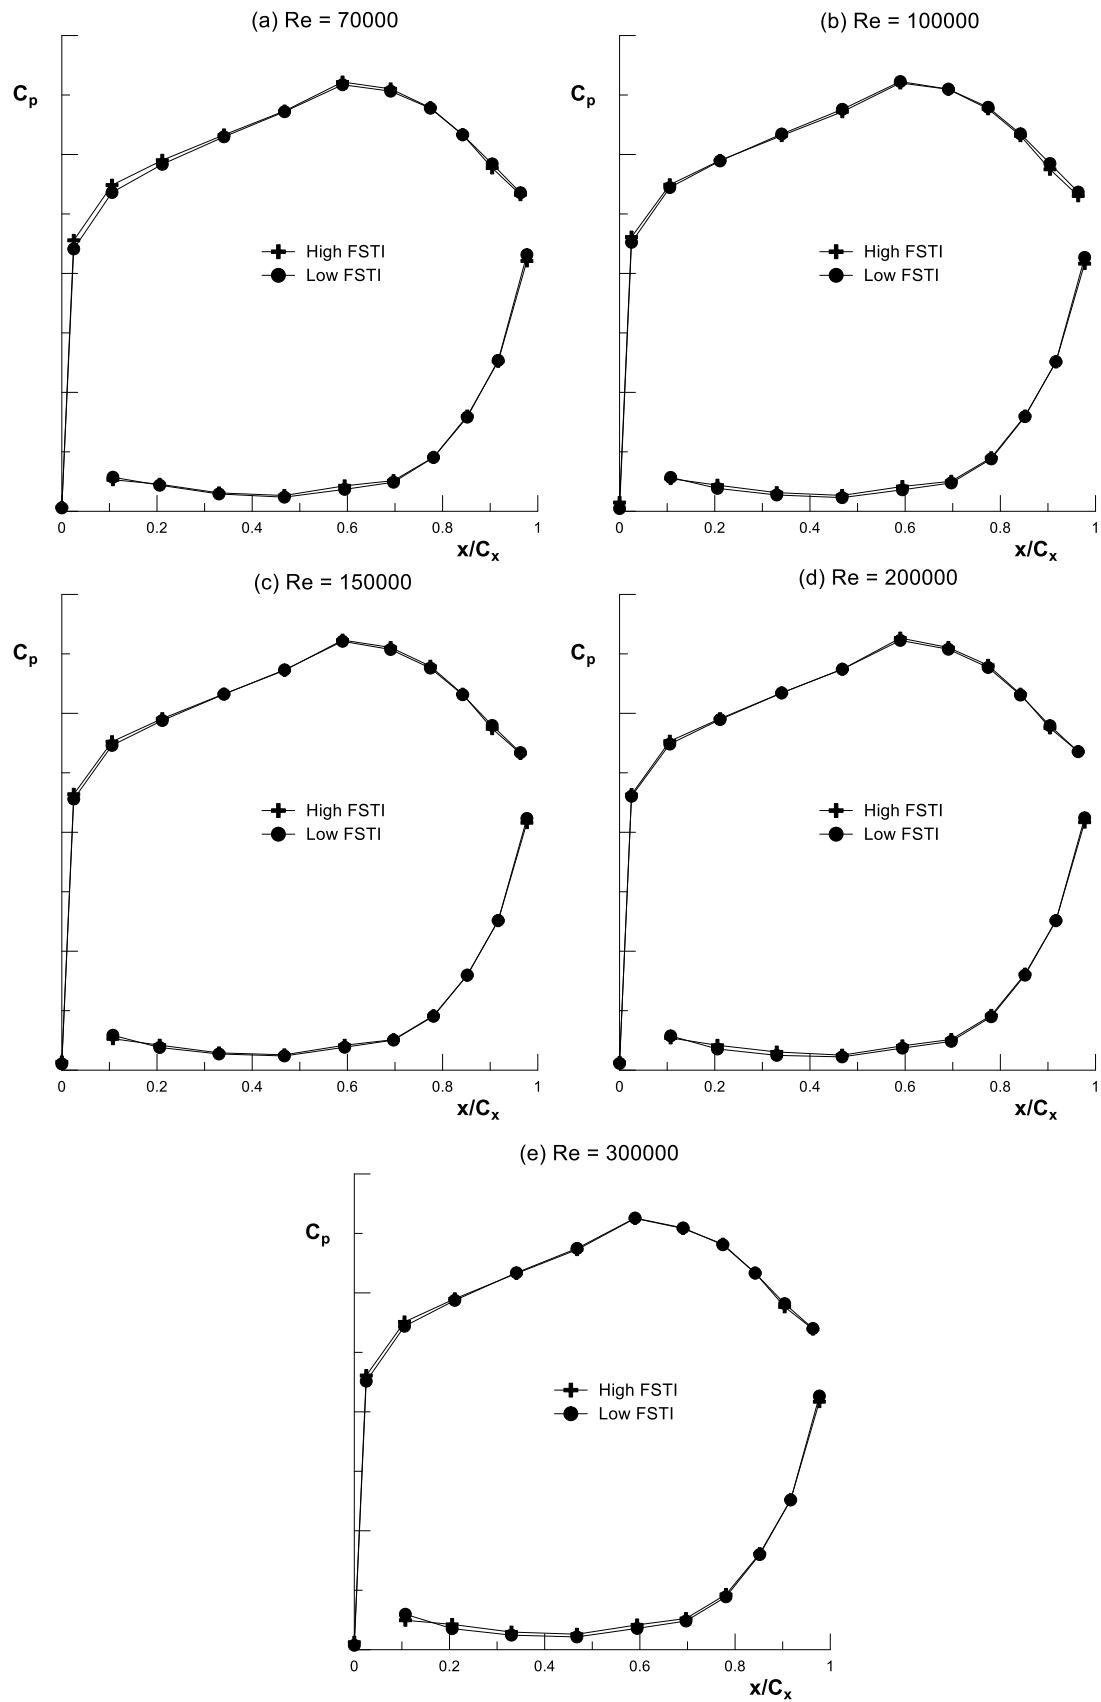 (a) Re = 70000
Cp
High FSTI
Low FSTI
0 0.2 0.4 0.6 0.8 1
x/Cx
(b) Re = 100000
Cp
High FSTI
Low FSTI
0 0.2 0.4 0.6 0.8 1
x/Cx
(c) Re = 150000
Cp
High FSTI
Low FSTI
0 0.2 0.4 0.6 0.8 1
x/Cx
(d) Re = 200000
Cp
High FSTI
Low FSTI
0 0.2 0.4 0.6 0.8 1
x/Cx
(e) Re = 300000
Cp
High FSTI
Low FSTI
0 0.2 0.4 0.6 0.8 1
x/Cx